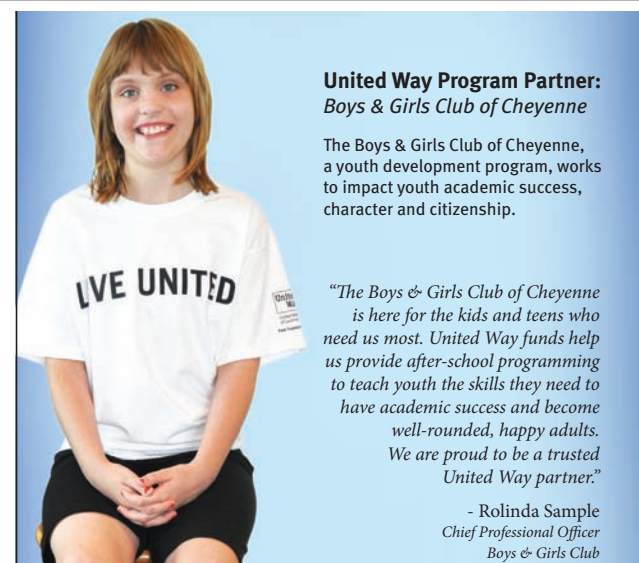 United Way Program Partner:
Boys & Girls Club of Cheyenne
The Boys & Girls Club of Cheyenne,
a youth development program, works
to impact youth academic success,
character and citizenship.
LIVE UNITED
“The Boys & Girls Club of Cheyenne
is here for the kids and teens who
need us most. United Way funds help
us provide after-school programming
to teach youth the skills they need to
have academic success and become
well-rounded, happy adults.
We are proud to be a trusted
United Way partner.”
- Rolinda Sample
Chief Professional Officer
Boys & Girls Club